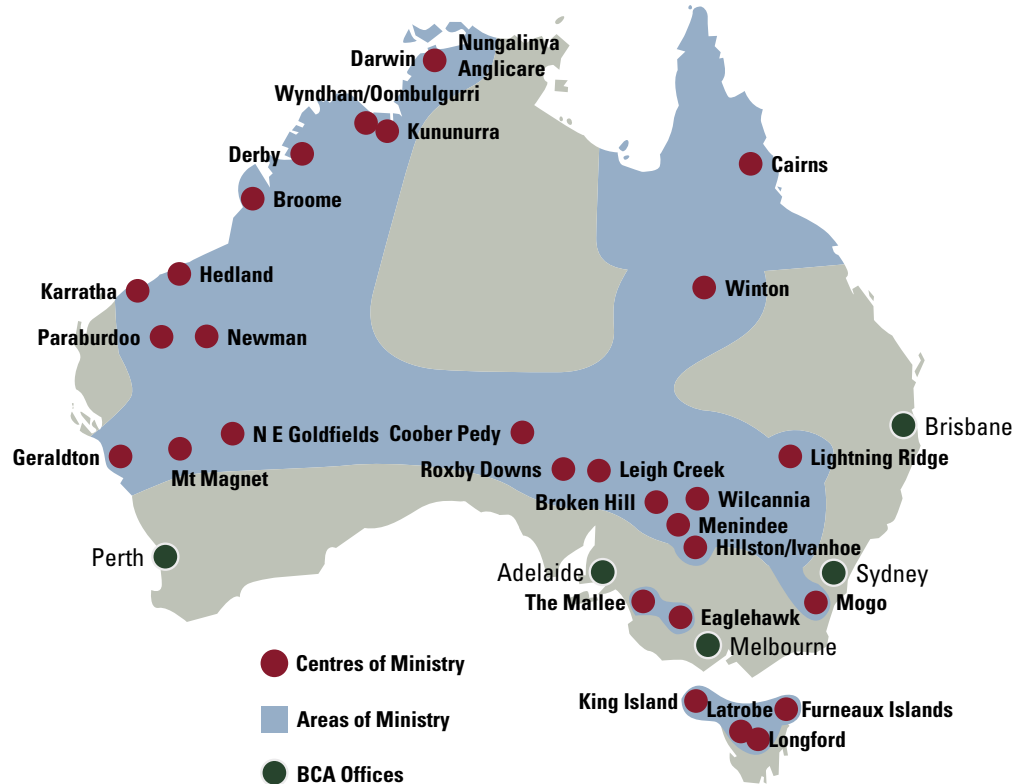 Darwin
Nungalinya
Anglicare
Wyndham/Oombulgurri
Kununurra
Derby
Cairns
Broome
Hedland
Karratha
Winton
Paraburdoo
Newman
Brisbane
N E Goldfields
Coober Pedy
Geraldton
Mt Magnet
Roxby Downs
Leigh Creek
Lightning Ridge
Broken Hill
Wilcannia
Menindee
Hillston/Ivanhoe
Perth
Adelaide
Sydney
The Mallee
Mogo
Eaglehawk
Melbourne
Centres of Ministry
King Island
Latrobe
Furneaux Islands
Areas of Ministry
Longford
BCA Offices